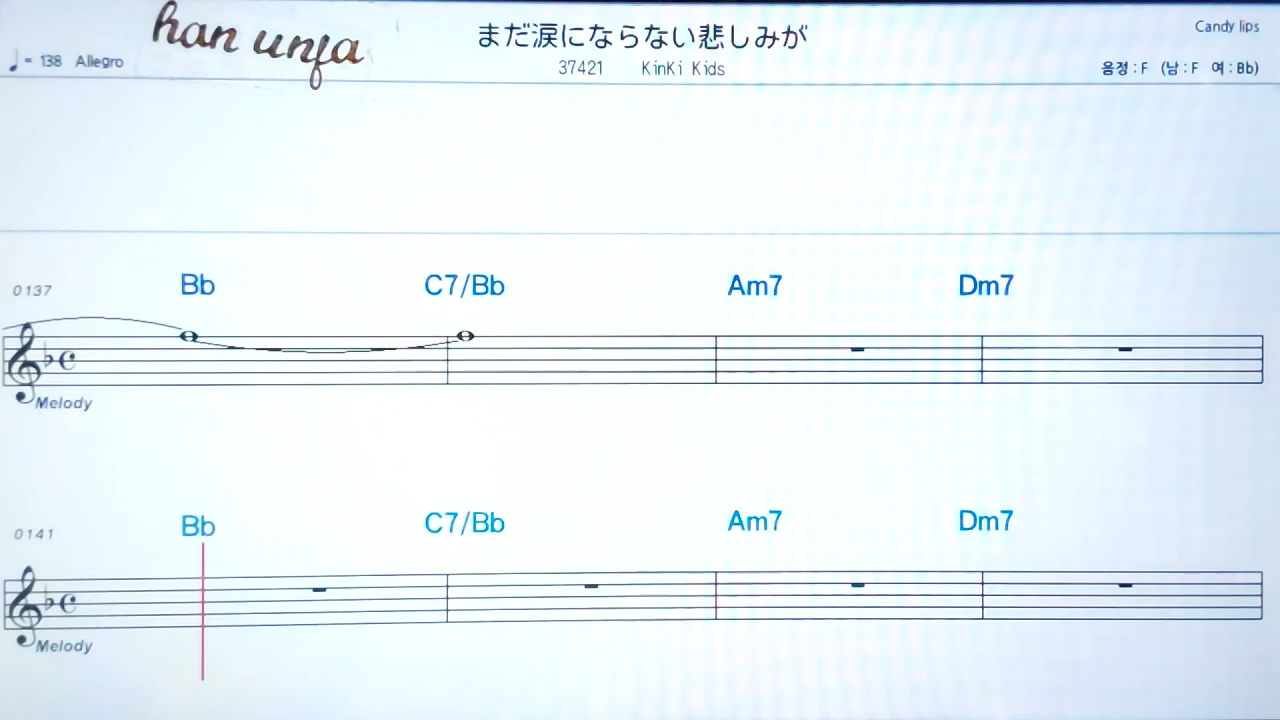 han unfa
まだ涙にならない悲しみが
Candy lips
♩= 138 Allegro
37421 KinKi Kids
음정 : F (남 : F 여 : Bb)
0137
Bb C7/Bb Am7 Dm7
Melody
0141
Bb C7/Bb Am7 Dm7
Melody